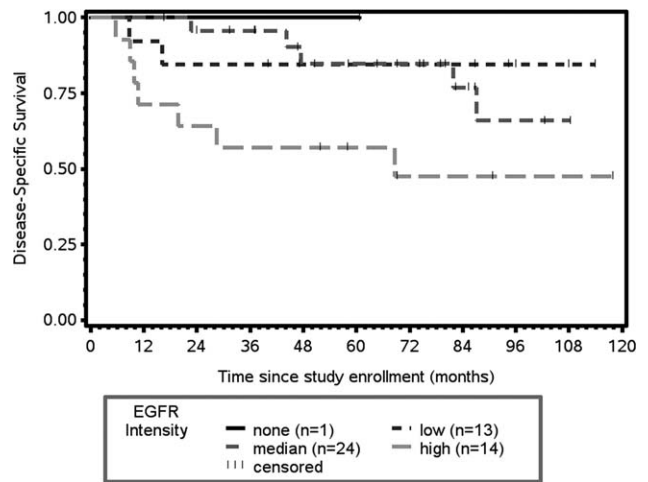 1.00
0.75
0.50
0.25
0.00
Disease-Specific Survival
0 12 24 36 48 60 72 84 96 108 120
Time since study enrollment (months)
EGFR
Intensity
none (n=1) low (n=13)
median (n=24) high (n=14)
censored